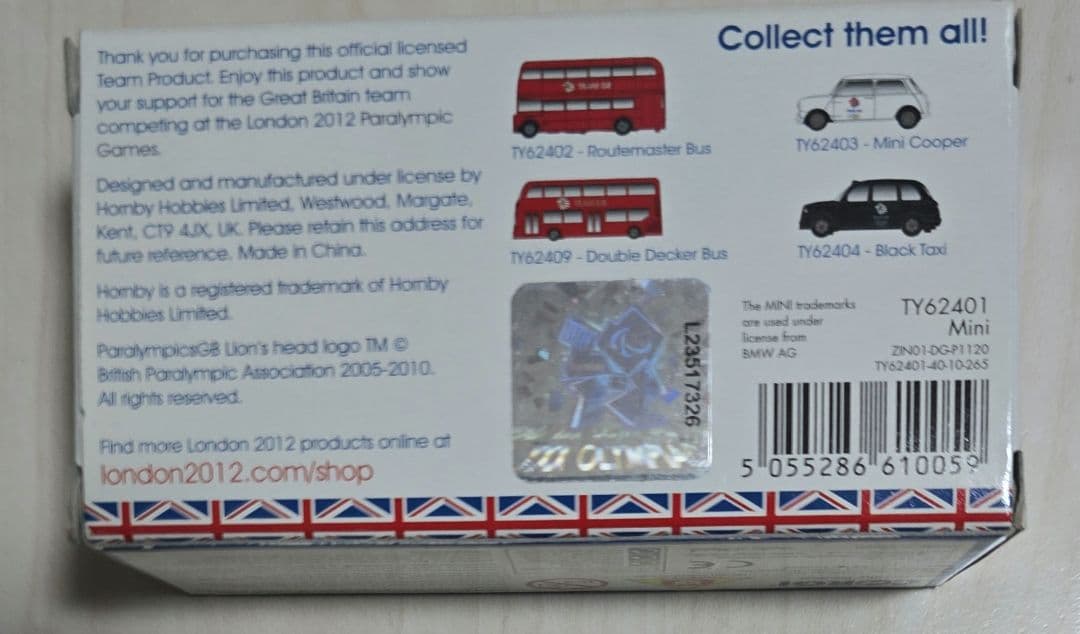 Thank you for purchasing this official licensed
Team Product. Enjoy this product and show
your support for the Great Britain team
competing at the London 2012 Paralympic
Games.
Designed and manufactured under license by
Hornby Hobbies Limited, Westwood, Margate,
Kent, CT9 4JX, UK. Please retain this address for
future reference. Made in China.
Hornby is a registered trademark of Hornby
Hobbies Limited.
ParalympicsGB Lion's head logo TM ©
British Paralympic Association 2005-2010.
All rights reserved.
Find more London 2012 products online at
london2012.com/shop
Collect them all!
TY62402 - Routemaster Bus
TY62403 - Mini Cooper
TY62409 - Double Decker Bus
TY62404 - Black Taxi
L23517326
The MINI trademarks
are used under
license from
BMW AG
TY62401
Mini
ZIN01-DG-P1120
TY62401-40-10-265
5 055286 610059